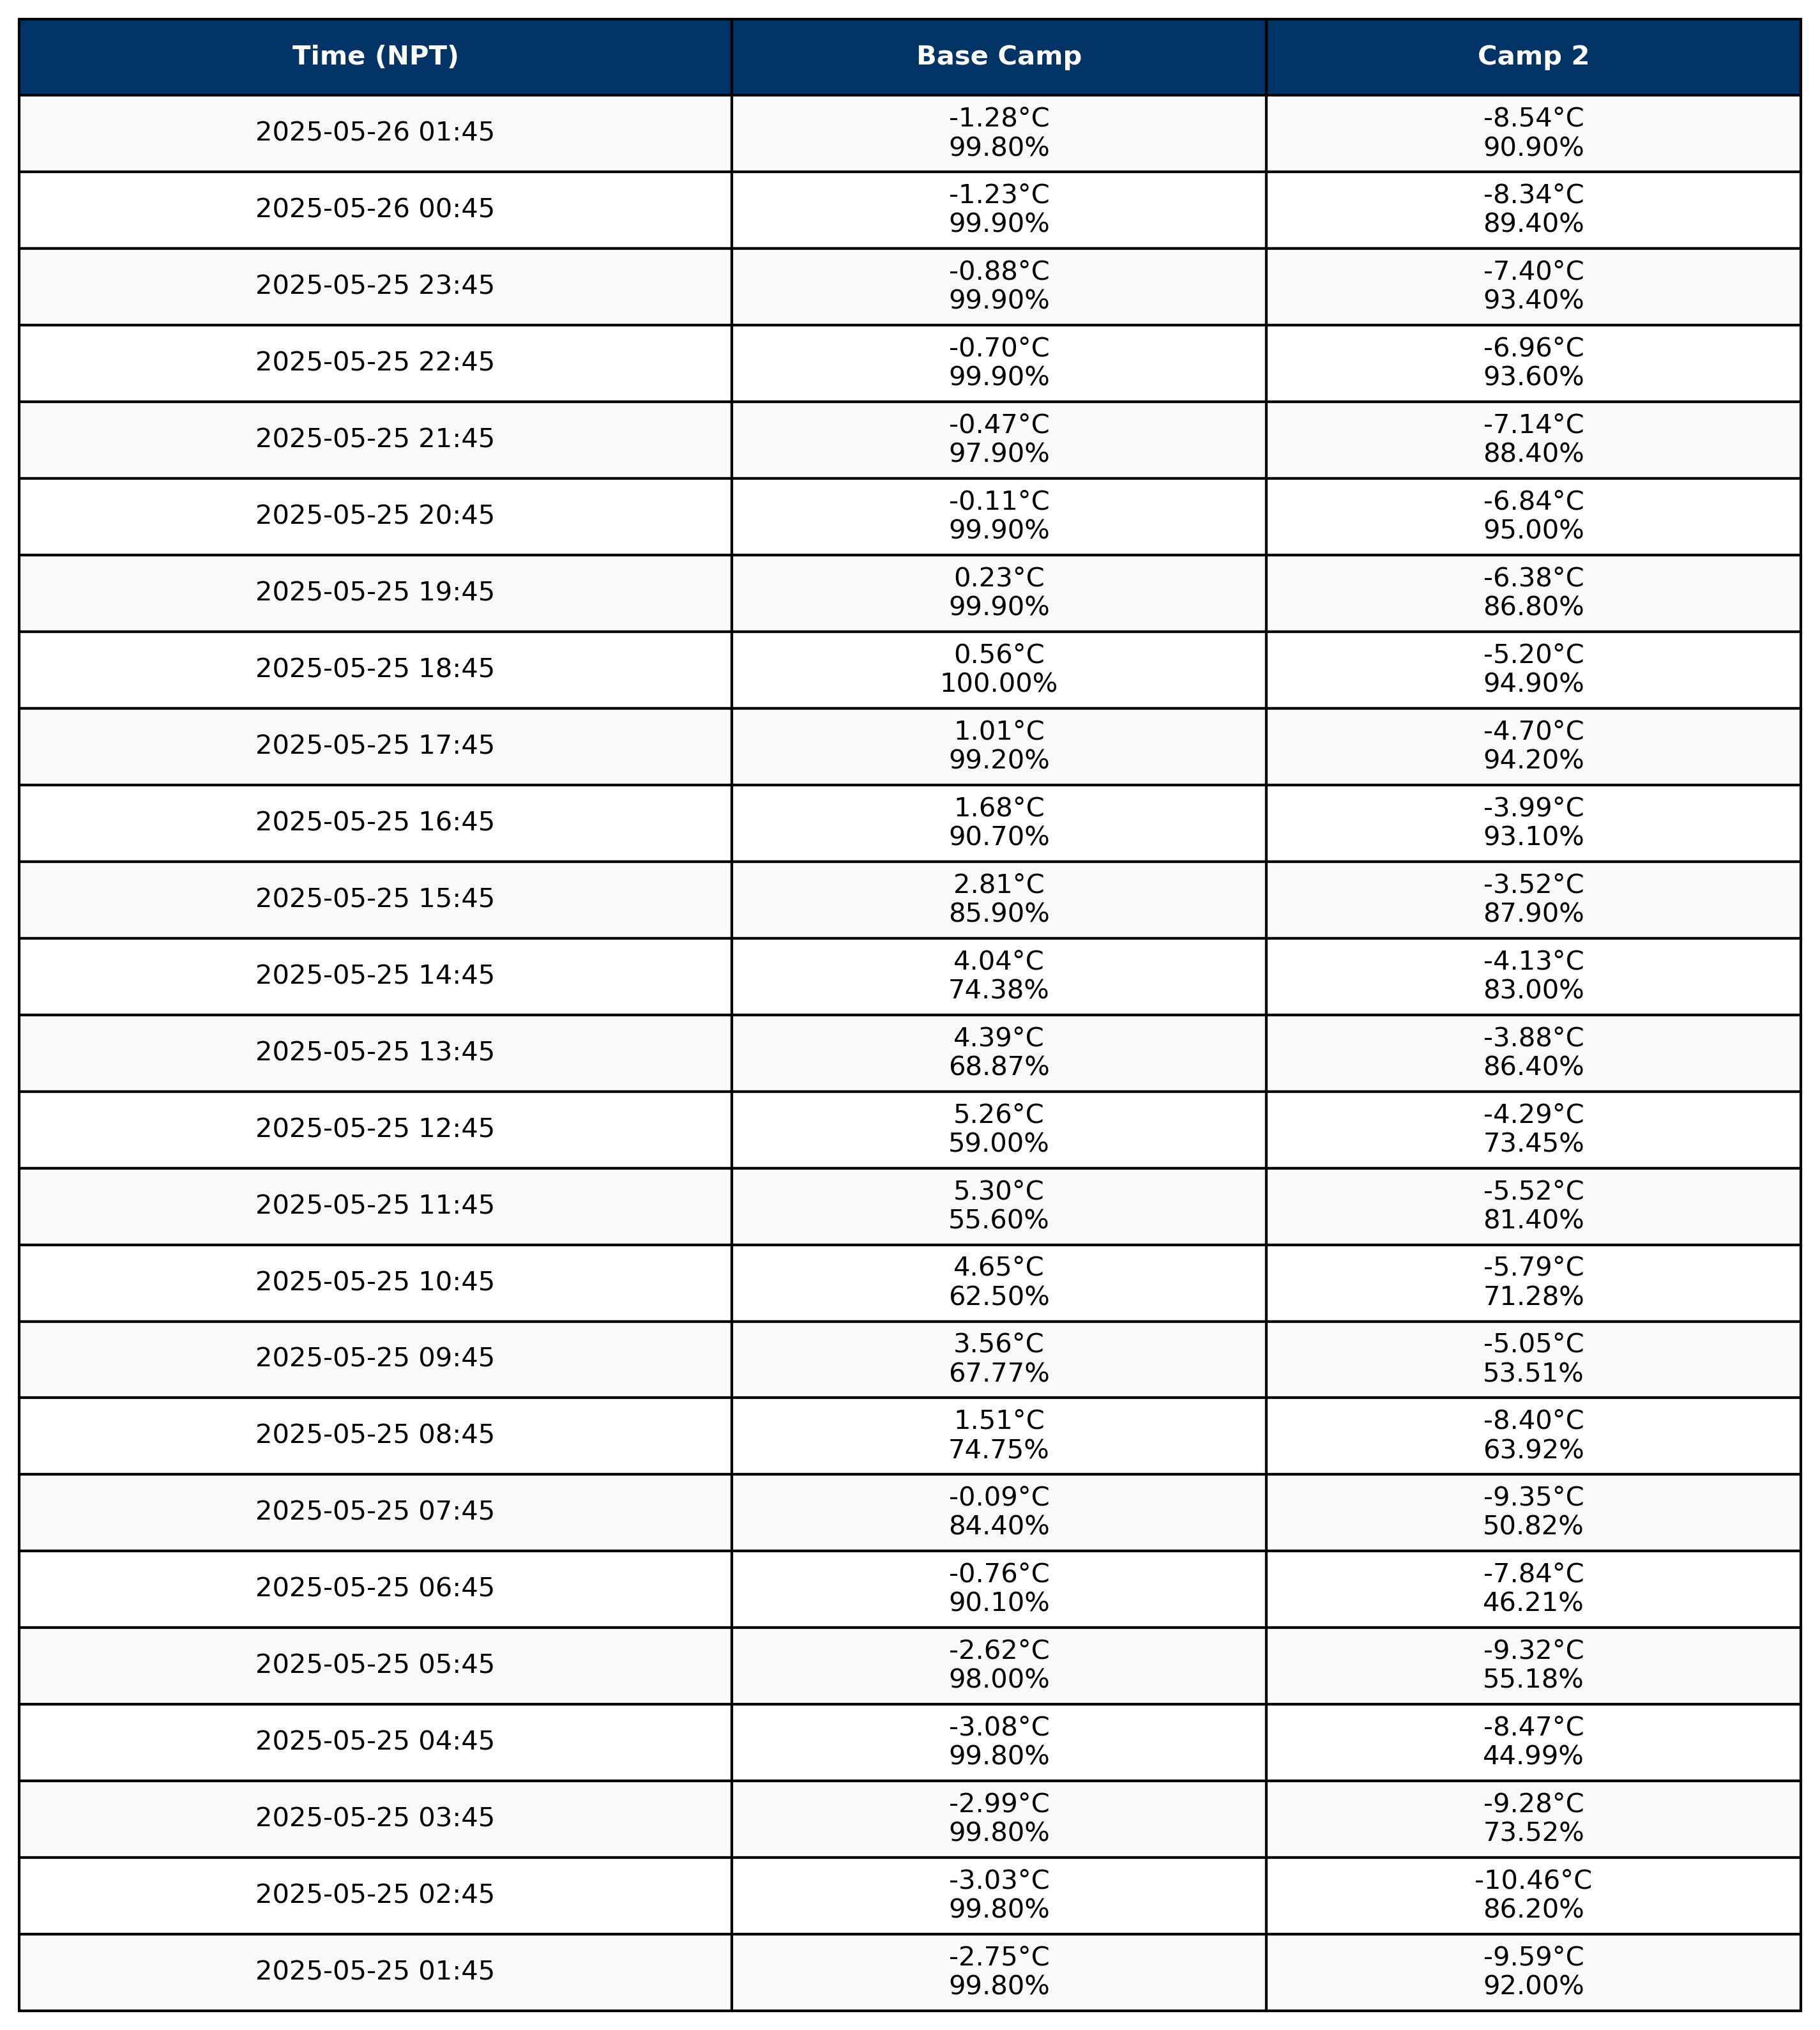 Time (NPT) Base Camp Camp 2
2025-05-26 01:45 -1.28°C -8.54°C
99.80% 90.90%
2025-05-26 00:45 -1.23°C -8.34°C
99.90% 89.40%
2025-05-25 23:45 -0.88°C -7.40°C
99.90% 93.40%
2025-05-25 22:45 -0.70°C -6.96°C
99.90% 93.60%
2025-05-25 21:45 -0.47°C -7.14°C
97.90% 88.40%
2025-05-25 20:45 -0.11°C -6.84°C
99.90% 95.00%
2025-05-25 19:45 0.23°C -6.38°C
99.90% 86.80%
2025-05-25 18:45 0.56°C -5.20°C
100.00% 94.90%
2025-05-25 17:45 1.01°C -4.70°C
99.20% 94.20%
2025-05-25 16:45 1.68°C -3.99°C
90.70% 93.10%
2025-05-25 15:45 2.81°C -3.52°C
85.90% 87.90%
2025-05-25 14:45 4.04°C -4.13°C
74.38% 83.00%
2025-05-25 13:45 4.39°C -3.88°C
68.87% 86.40%
2025-05-25 12:45 5.26°C -4.29°C
59.00% 73.45%
2025-05-25 11:45 5.30°C -5.52°C
55.60% 81.40%
2025-05-25 10:45 4.65°C -5.79°C
62.50% 71.28%
2025-05-25 09:45 3.56°C -5.05°C
67.77% 53.51%
2025-05-25 08:45 1.51°C -8.40°C
74.75% 63.92%
2025-05-25 07:45 -0.09°C -9.35°C
84.40% 50.82%
2025-05-25 06:45 -0.76°C -7.84°C
90.10% 46.21%
2025-05-25 05:45 -2.62°C -9.32°C
98.00% 55.18%
2025-05-25 04:45 -3.08°C -8.47°C
99.80% 44.99%
2025-05-25 03:45 -2.99°C -9.28°C
99.80% 73.52%
2025-05-25 02:45 -3.03°C -10.46°C
99.80% 86.20%
2025-05-25 01:45 -2.75°C -9.59°C
99.80% 92.00%